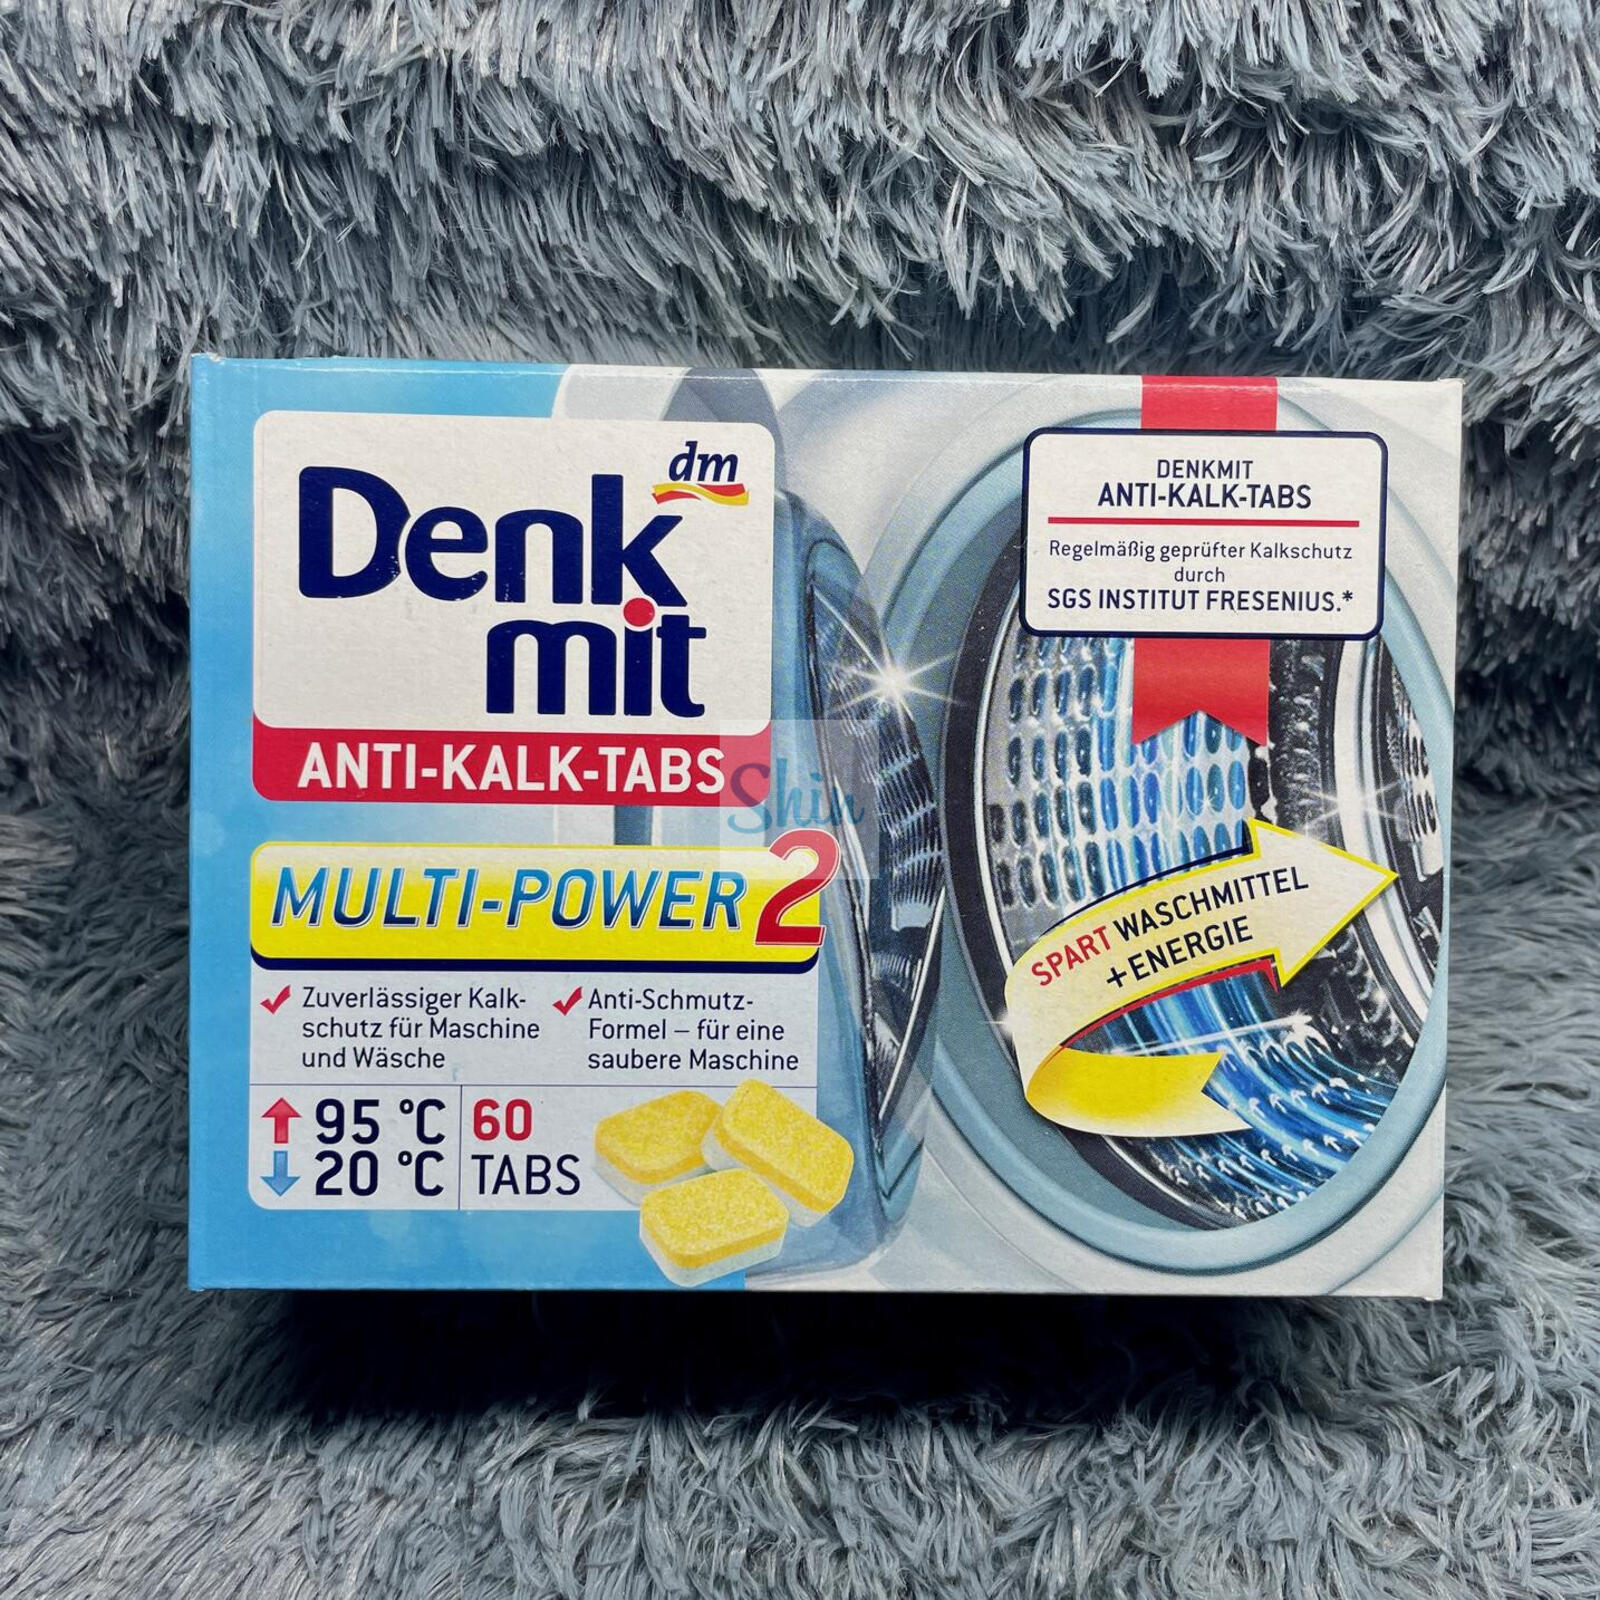 dm
Denk
mit
ANTI-KALK-TABS
Shin
MULTI-POWER 2
Zuverlässiger Kalk-
schutz für Maschine
und Wäsche
Anti-Schmutz-
Formel – für eine
saubere Maschine
95 °C
20 °C
60
TABS
DENKMIT
ANTI-KALK-TABS
Regelmäßig geprüfter Kalkschutz
durch
SGS INSTITUT FRESENIUS.*
SPART WASCHMITTEL
+ENERGIE